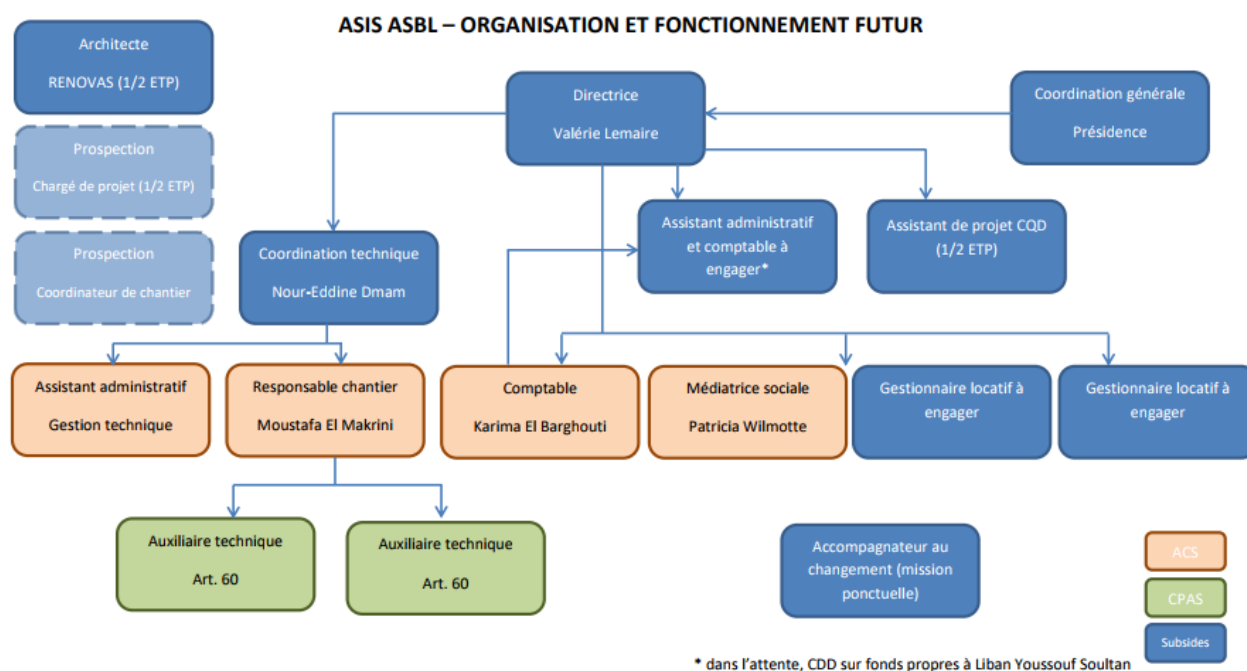 ASIS ASBL – ORGANISATION ET FONCTIONNEMENT FUTUR
Architecte
RENOVAS (1/2 ETP)
Directrice
Valérie Lemaire
Coordination générale
Présidence
Prospection
Chargé de projet (1/2 ETP)
Prospection
Coordinateur de chantier
Coordination technique
Nour-Eddine Dmam
Assistant administratif
et comptable à
engager*
Assistant de projet CQD
(1/2 ETP)
Assistant administratif
Gestion technique
Responsable chantier
Moustafa El Makrini
Comptable
Karima El Barghouti
Médiatrice sociale
Patricia Wilmotte
Gestionnaire locatif à
engager
Gestionnaire locatif à
engager
Auxiliaire technique
Art. 60
Auxiliaire technique
Art. 60
Accompagnateur au
changement (mission
ponctuelle)
ACS
CPAS
Subsides
* dans l'attente, CDD sur fonds propres à Liban Youssouf Soultan